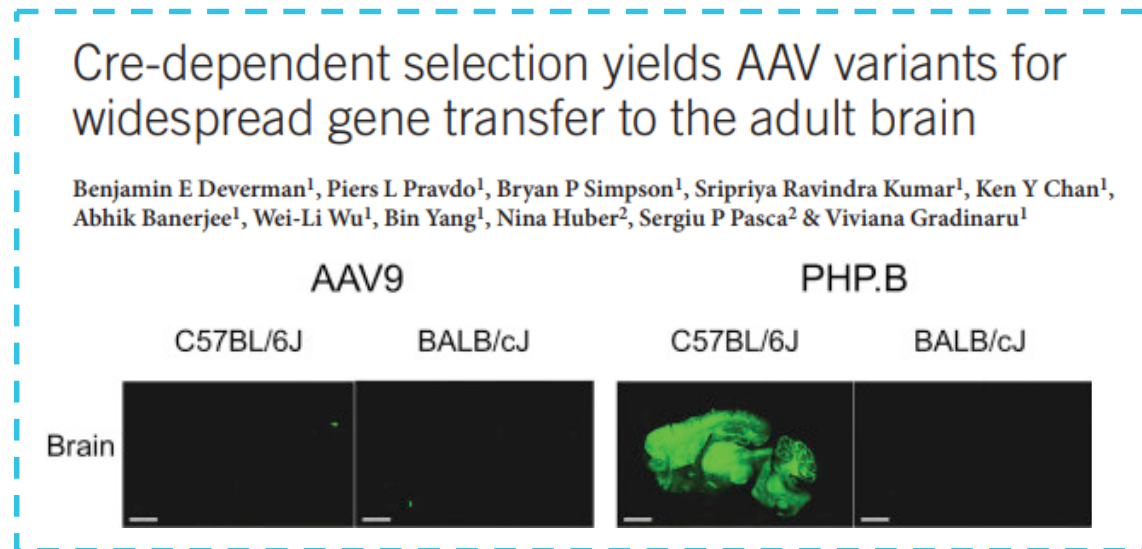 Cre-dependent selection yields AAV variants for
widespread gene transfer to the adult brain
Benjamin E Deverman1, Piers L Pravdo1, Bryan P Simpson1, Sripriya Ravindra Kumar1, Ken Y Chan1,
Abhik Banerjee1, Wei-Li Wu1, Bin Yang1, Nina Huber2, Sergiu P Pasca2 & Viviana Gradinaru1
AAV9 PHP.B
C57BL/6J BALB/cJ C57BL/6J BALB/cJ
Brain